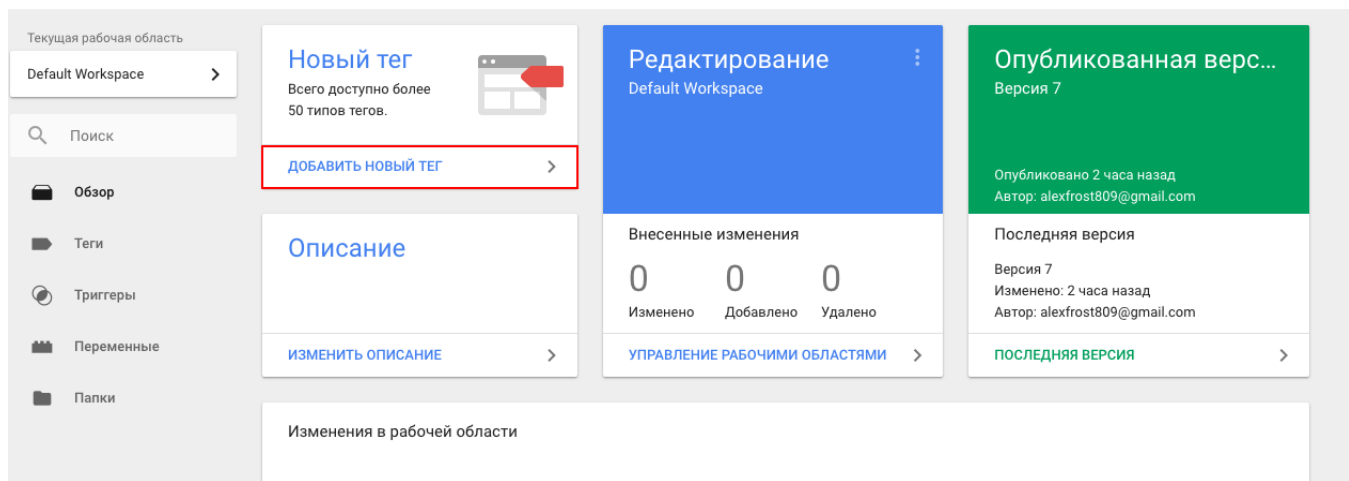 Текущая рабочая область
Default Workspace
Поиск
Обзор
Теги
Триггеры
Переменные
Папки
Новый тег
Всего доступно более
50 типов тегов.
ДОБАВИТЬ НОВЫЙ ТЕГ
Описание
ИЗМЕНИТЬ ОПИСАНИЕ
Редактирование
Default Workspace
Внесенные изменения
0 0 0
Изменено Добавлено Удалено
УПРАВЛЕНИЕ РАБОЧИМИ ОБЛАСТЯМИ
Опубликованная верс...
Версия 7
Опубликовано 2 часа назад
Автор: alexfrost809@gmail.com
Последняя версия
Версия 7
Изменено: 2 часа назад
Автор: alexfrost809@gmail.com
ПОСЛЕДНЯЯ ВЕРСИЯ
Изменения в рабочей области